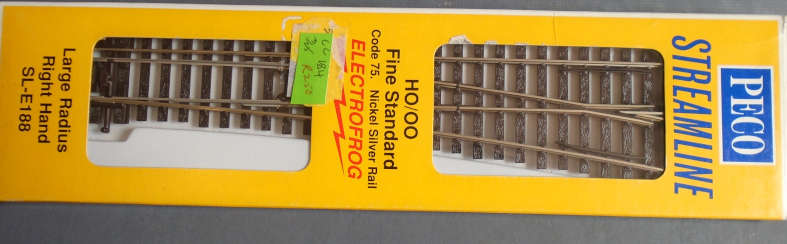 PECO
STREAMLINE
HO/OO
Fine Standard
Code 75. Nickel Silver Rail
ELECTROFROG
Large Radius
Right Hand
SL-E188